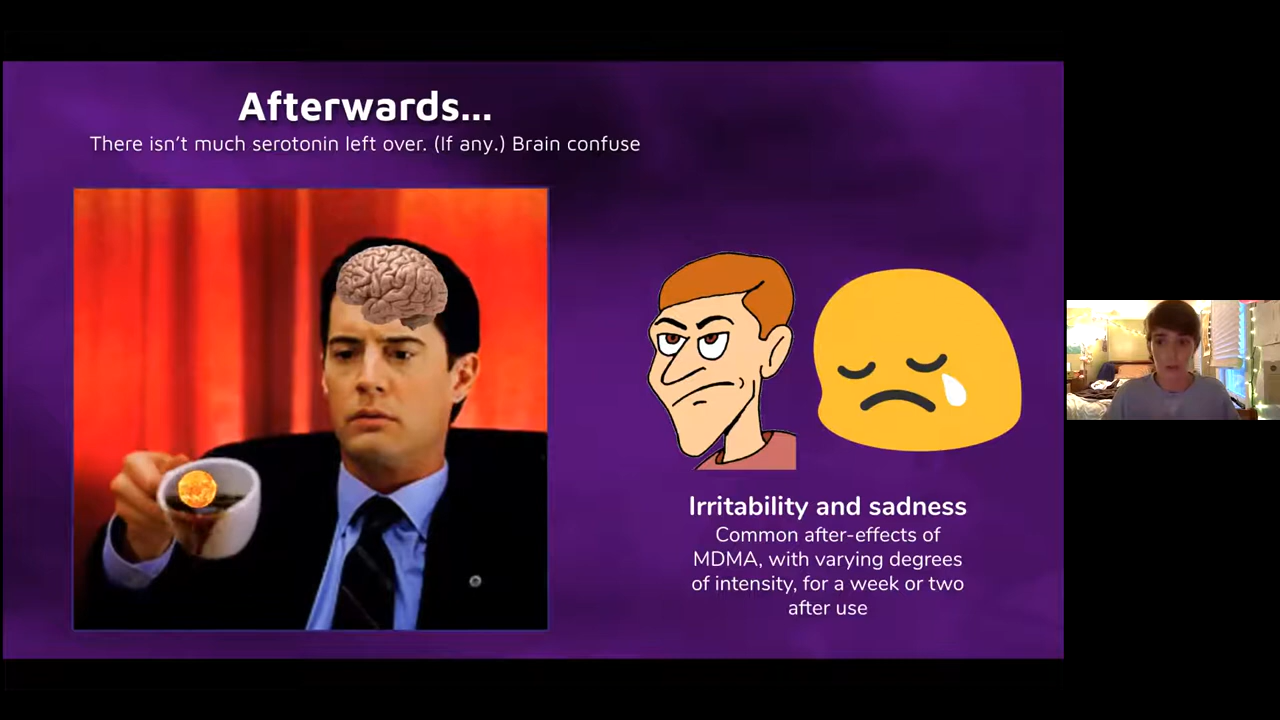 Afterwards...
There isn't much serotonin left over. (If any.) Brain confuse
Irritability and sadness
Common after-effects of
MDMA, with varying degrees
of intensity, for a week or two
after use